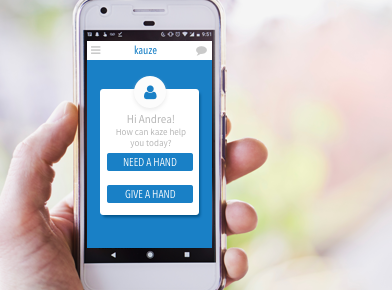 9:51
kauze
Hi Andrea!
How can kaze help
you today?
NEED A HAND
GIVE A HAND